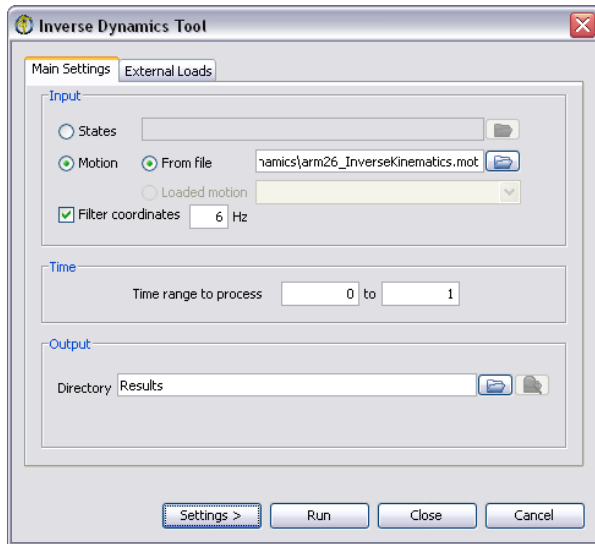 Inverse Dynamics Tool
Main Settings External Loads
Input
States
Motion From file namics\arm26_InverseKinematics.mot
Loaded motion
Filter coordinates 6 Hz
Time
Time range to process 0 to 1
Output
Directory Results
Settings > Run Close Cancel